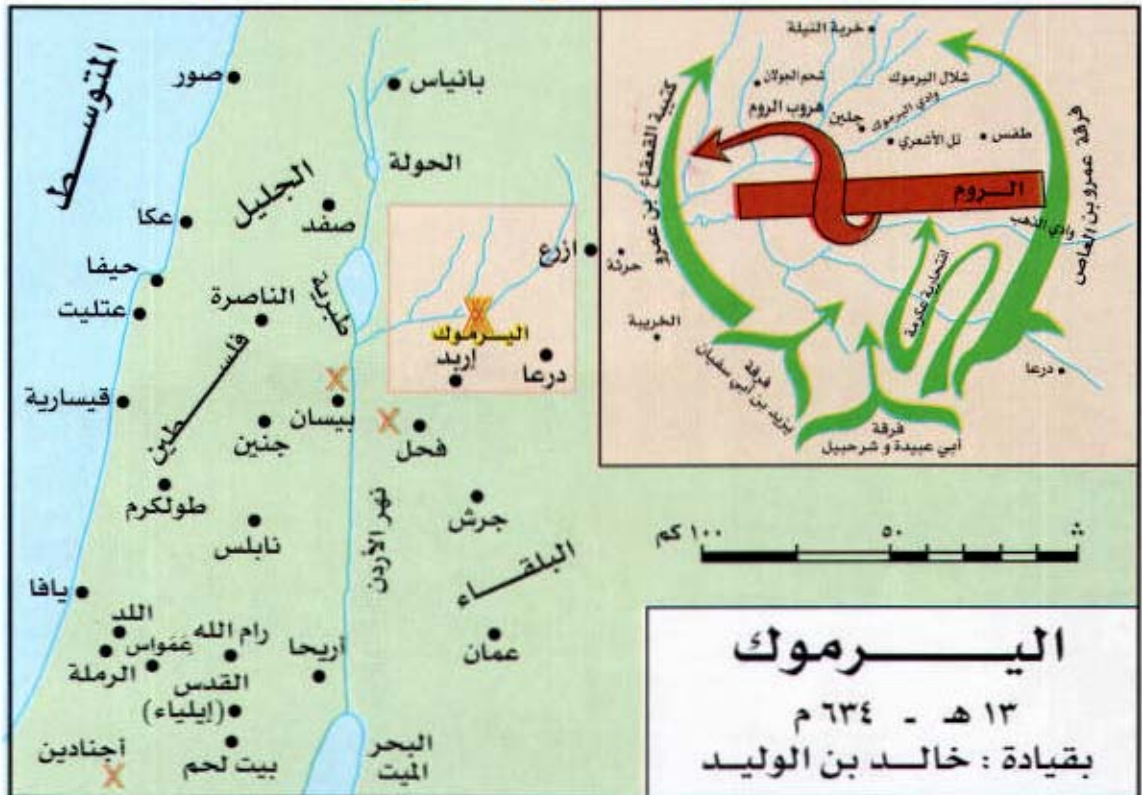 المتوسط
صور
بانياس
الحولة
الجليل
صفد
عكا
حيفا
عتليت
الناصرة
طبرية
ازرع
اليرموك
إربد
درعا
فلسطين
قيسارية
بيسان
جنين
فحل
طولكرم
نابلس
جرش
نهر الأردن
البلقاء
يافا
اللد
عمواس
رام الله
الرملة
أريحا
عمان
القدس
(إيلياء)
أجنادين
بيت لحم
البحر
الميت
خربة النيلة
شحم الجولان
شلال اليرموك
وادي اليرموك
هروب الروم
جلين
تل الأشعري
طفس
كتيبة القعقاع بن عمرو
فرقة عمرو بن العاص
الروم
وادي الذهب
حرثة
انتحارية عكرمة
الخريبة
درعا
فرقة
يزيد بن أبي سفيان
فرقة
أبي عبيدة و شرحبيل
١٠٠ كم
٥٠
اليرموك
١٣ هـ - ٦٣٤ م
بقيادة : خالد بن الوليد